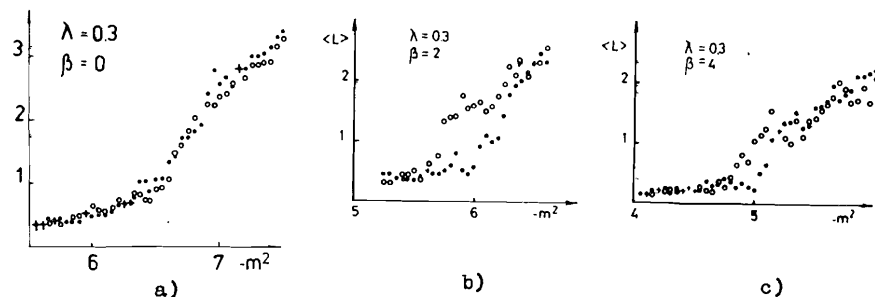 3
2
1
λ = 0.3
β = 0
6 7 -m²
a)
<L>
2
1
λ = 0.3
β = 2
5 6 -m²
b)
<L>
2
1
λ = 0,3
β = 4
4 5 -m²
c)